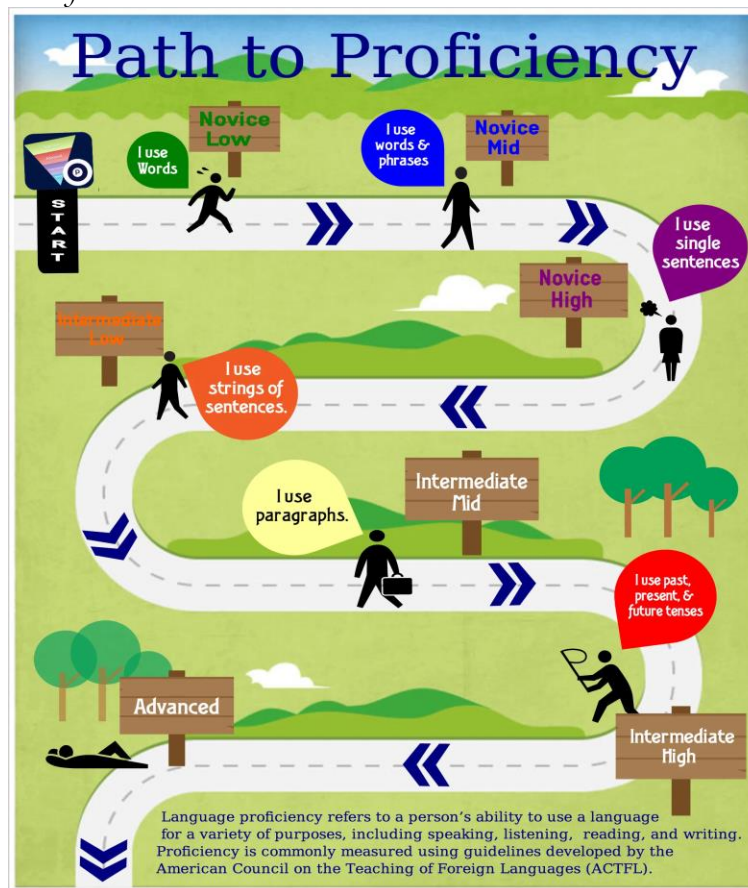 Path to Proficiency
Novice
Low
I use
Words
I use
words &
phrases
Novice
Mid
START
I use
single
sentences
Novice
High
Intermediate
Low
I use
strings of
sentences.
I use
paragraphs.
Intermediate
Mid
I use past,
present, &
future tenses
Advanced
Intermediate
High
Language proficiency refers to a person's ability to use a language
for a variety of purposes, including speaking, listening, reading, and writing.
Proficiency is commonly measured using guidelines developed by the
American Council on the Teaching of Foreign Languages (ACTFL).